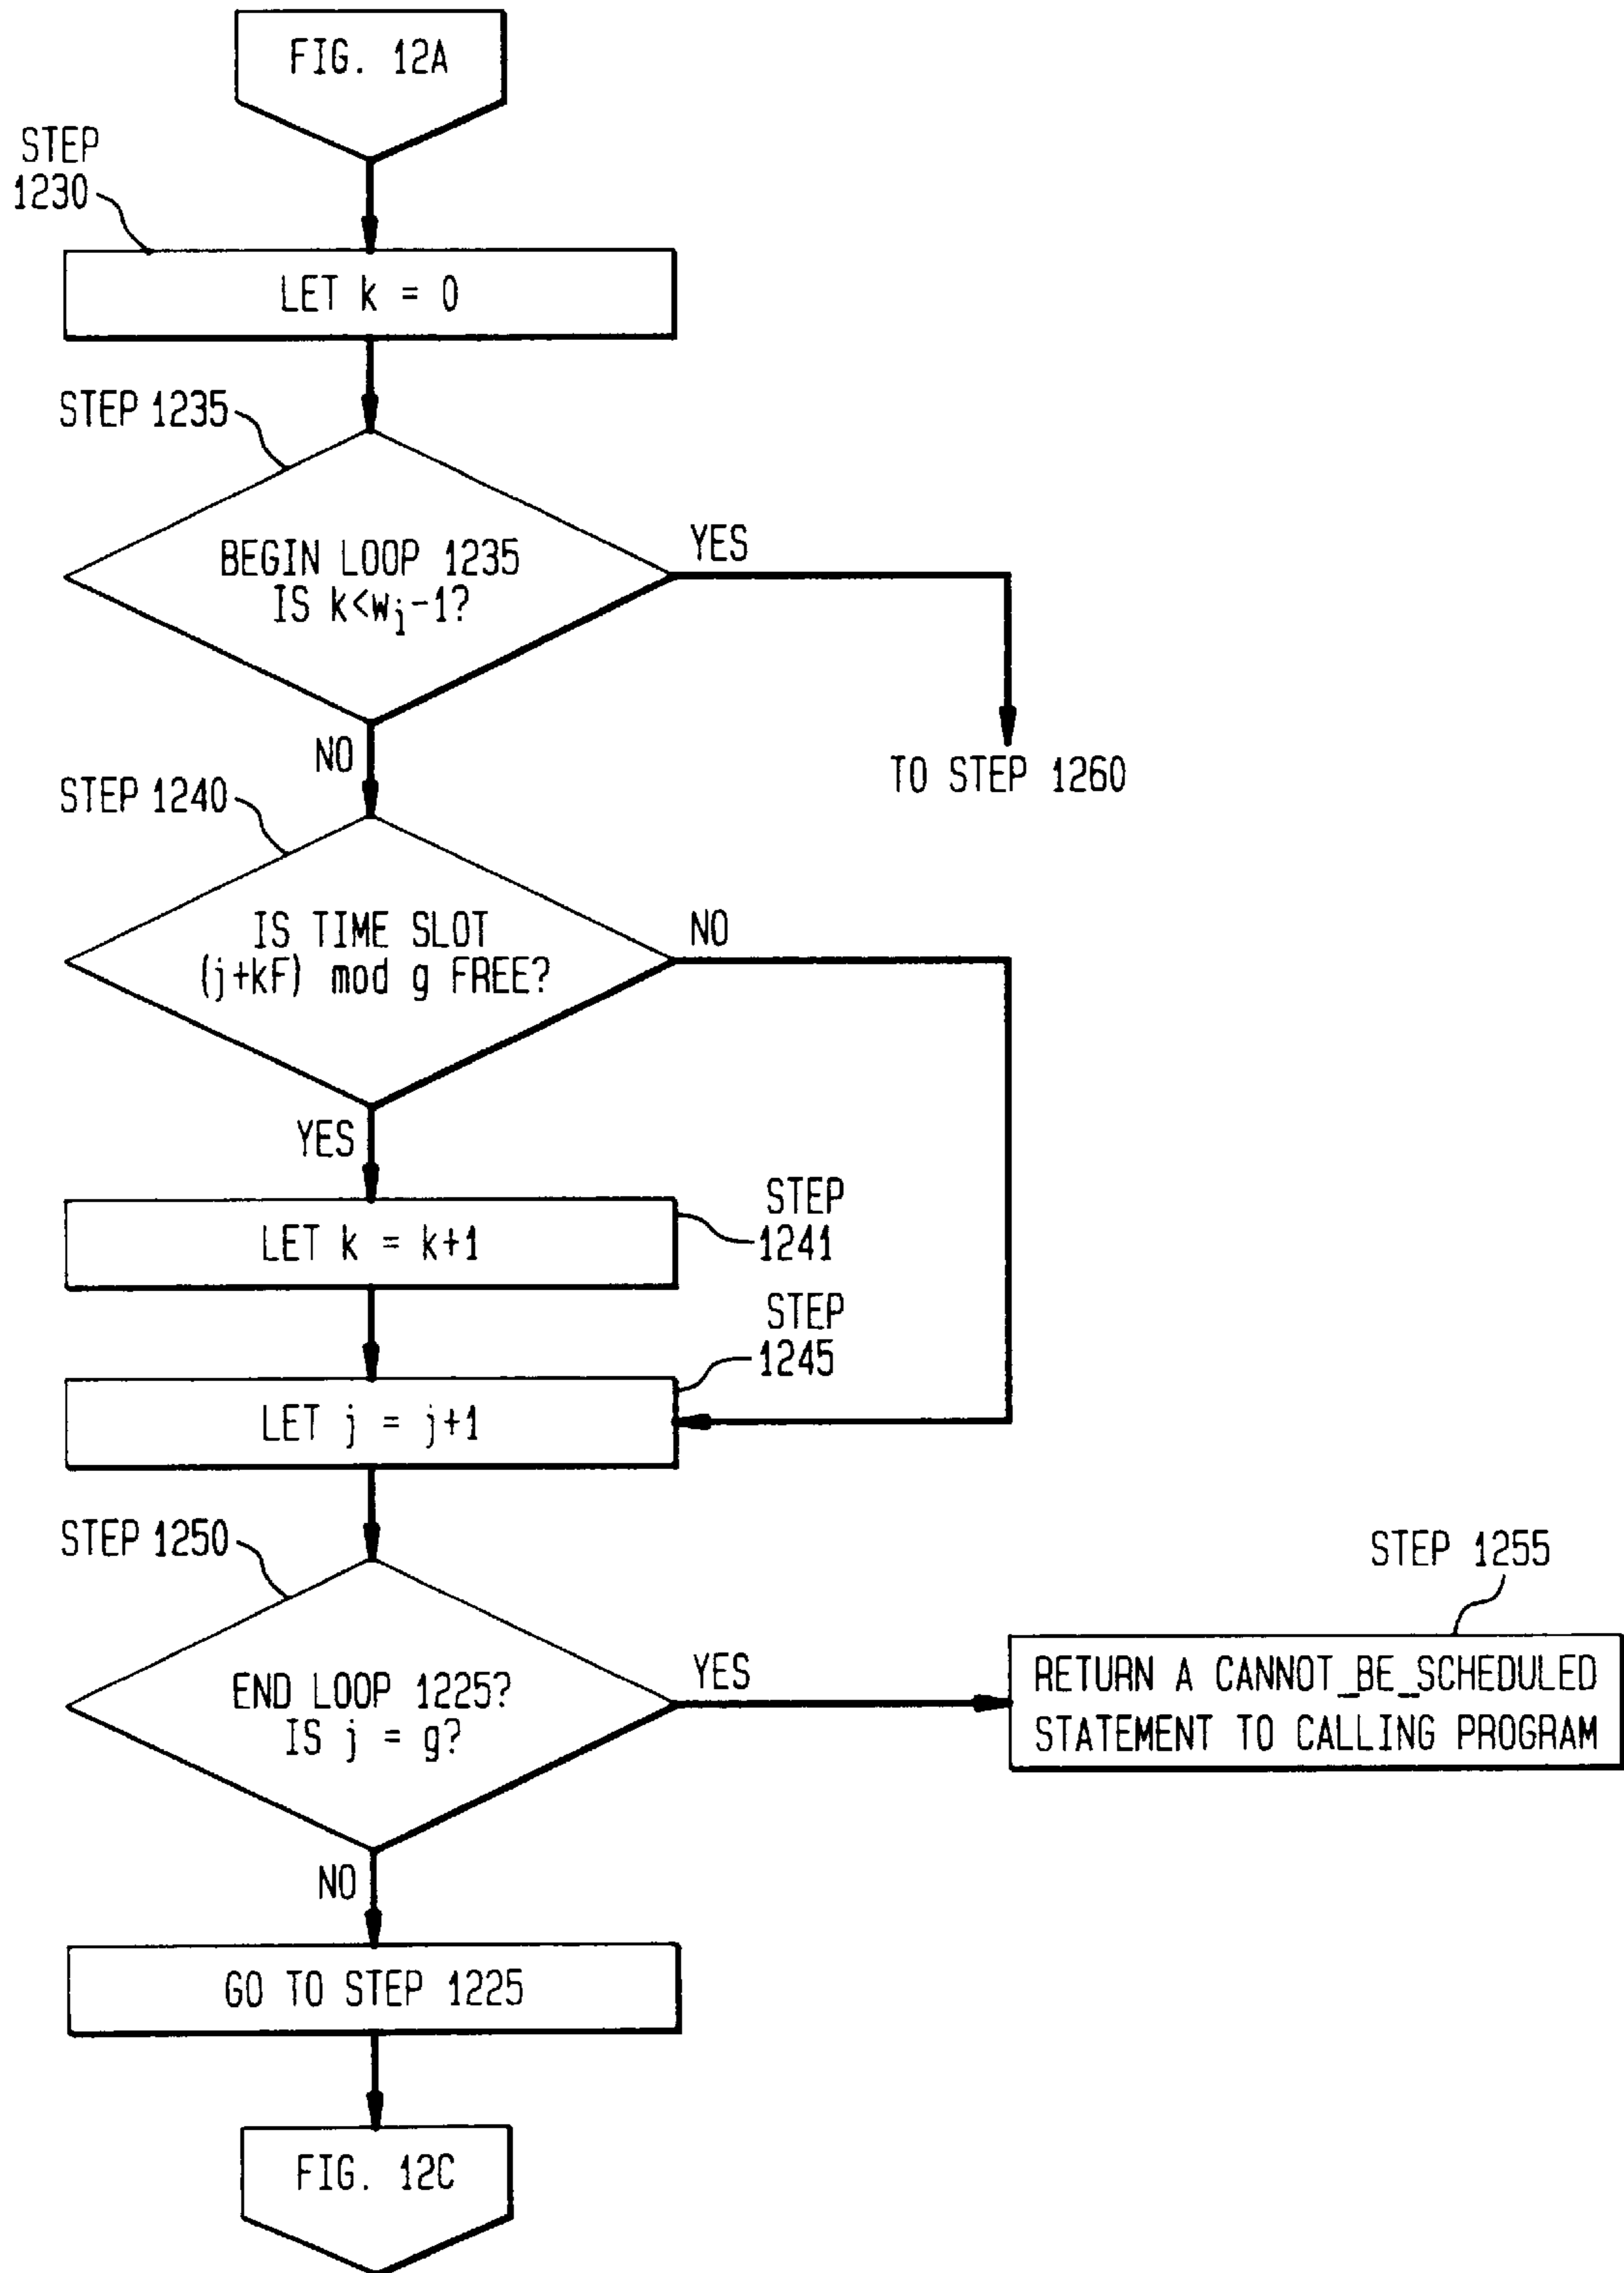 FIG. 12A
STEP
1230
LET k = 0
STEP 1235
BEGIN LOOP 1235
IS k<wi-1?
YES
NO
TO STEP 1260
STEP 1240
IS TIME SLOT
(j+kF) mod g FREE?
NO
YES
STEP
1241
LET k = k+1
STEP
1245
LET j = j+1
STEP 1250
END LOOP 1225?
IS j = g?
YES
STEP 1255
RETURN A CANNOT_BE_SCHEDULED
STATEMENT TO CALLING PROGRAM
NO
GO TO STEP 1225
FIG. 12C